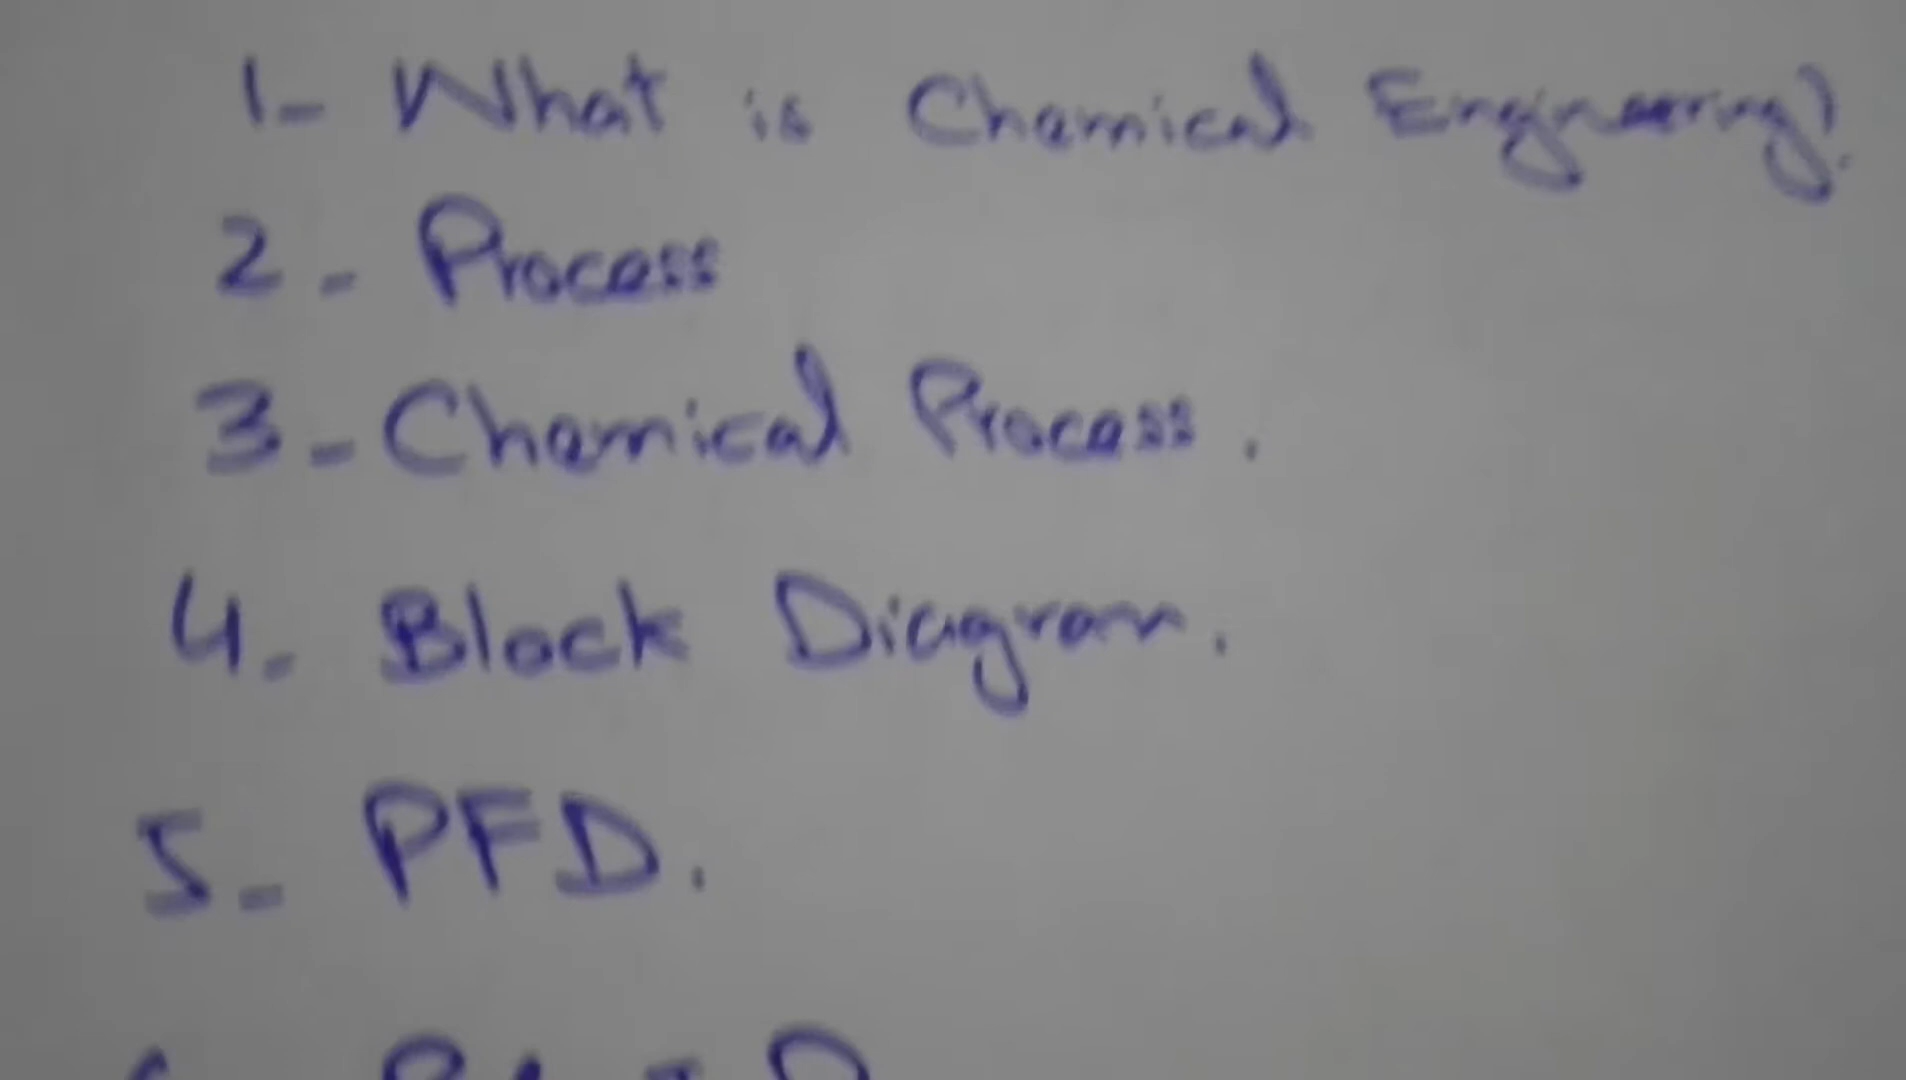 1- What is Chemical Engineering?
2- Process
3- Chemical Process.
4. Block Diagram.
5- PFD.